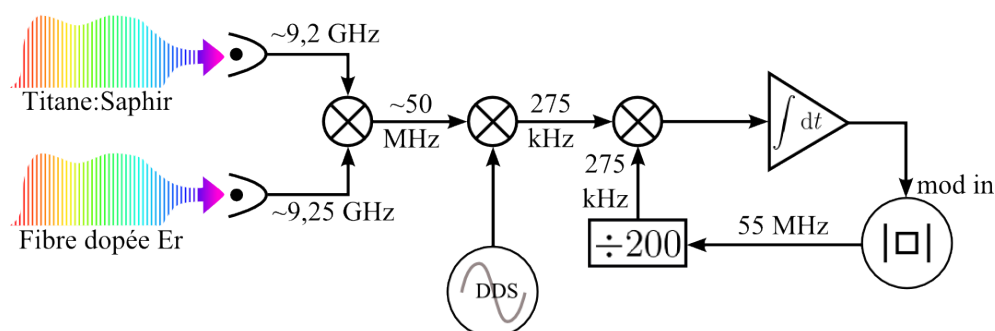 ~9,2 GHz
Titane:Saphir
~50
MHz
275
kHz
∫ dt
275
kHz
mod in
Fibre dopée Er
~9,25 GHz
÷200
55 MHz
DDS